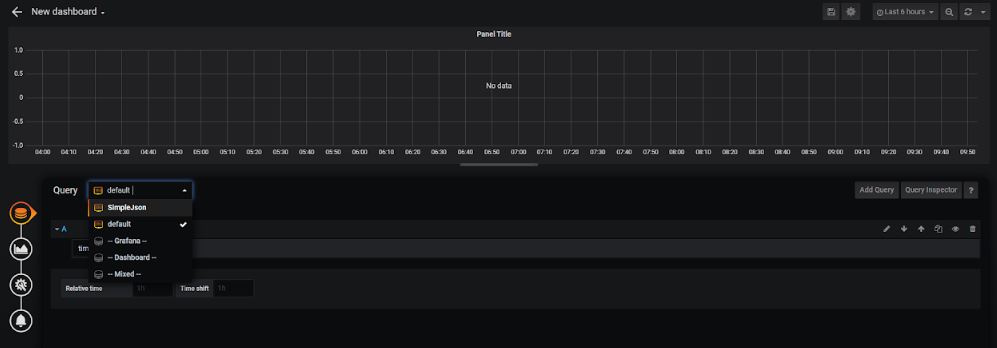 New dashboard
Last 6 hours
Panel Title
1.0
0.5
0
-0.5
-1.0
No data
04:00 04:10 04:20 04:30 04:40 04:50 05:00 05:10 05:20 05:30 05:40 05:50 06:00 06:10 06:20 06:30 06:40 06:50 07:00 07:10 07:20 07:30 07:40 07:50 08:00 08:10 08:20 08:30 08:40 08:50 09:00 09:10 09:20 09:30 09:40 09:50
Query default Add Query Query Inspector ?
SimpleJson
default
A
-- Grafana --
tim
-- Dashboard --
-- Mixed --
Relative time 1h Time shift 1h